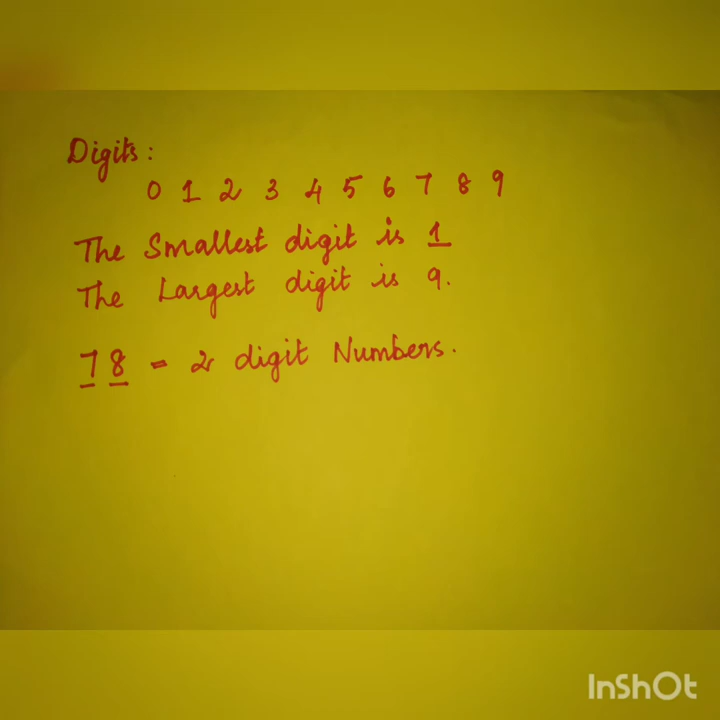 Digits:
0 1 2 3 4 5 6 7 8 9
The Smallest digit is 1
The Largest digit is 9.
78 = 2 digit Numbers.
InShOt